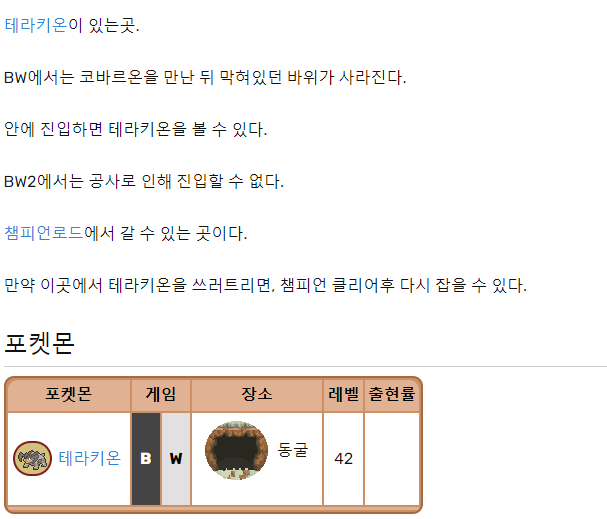 테라키온이 있는곳.
BW에서는 코바르온을 만난 뒤 막혀있던 바위가 사라진다.
안에 진입하면 테라키온을 볼 수 있다.
BW2에서는 공사로 인해 진입할 수 없다.
챔피언로드에서 갈 수 있는 곳이다.
만약 이곳에서 테라키온을 쓰러트리면, 챔피언 클리어후 다시 잡을 수 있다.
포켓몬
포켓몬 게임 장소 레벨 출현률
테라키온 B W 동굴 42